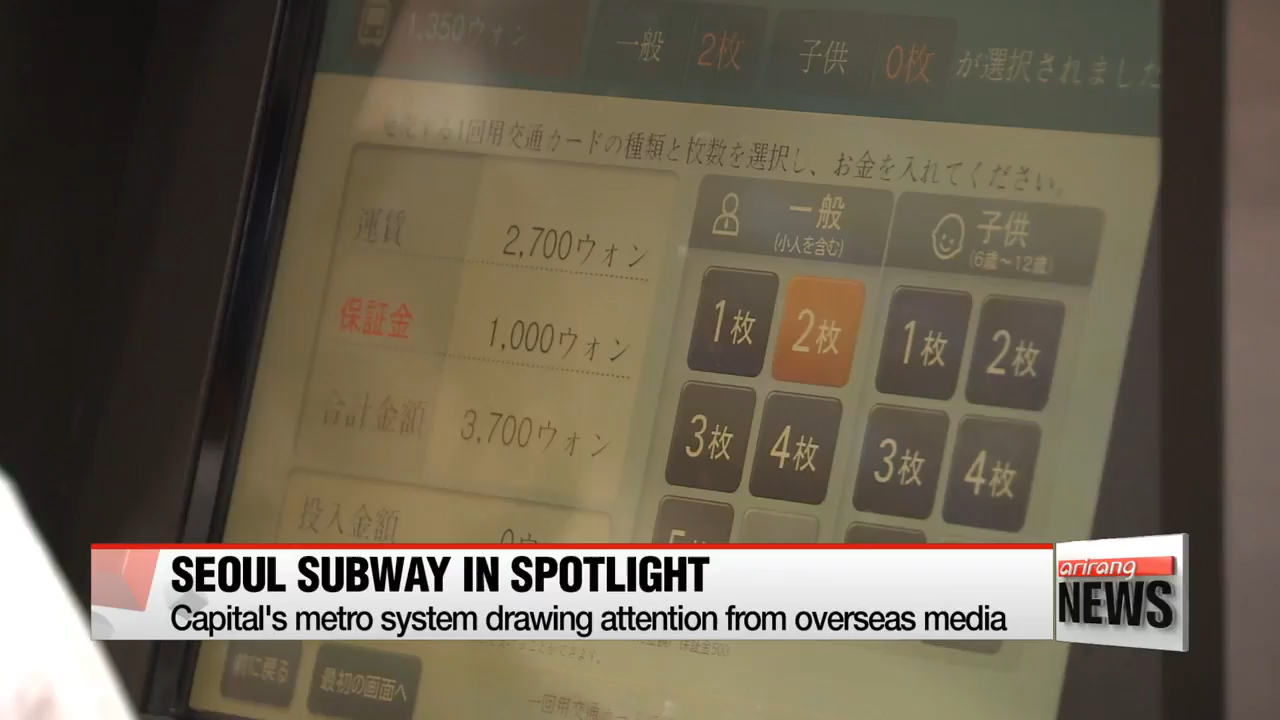 1,350ウォン 一般 2枚 子供 0枚 が選択されました
1回用交通カードの種類と枚数を選択し、お金を入れてください。
運賃 2,700ウォン
保証金 1,000ウォン
合計金額 3,700ウォン
投入金額
一般
(小人を含む)
子供
(6歳~12歳)
1枚 2枚 1枚 2枚
3枚 4枚 3枚 4枚
SEOUL SUBWAY IN SPOTLIGHT
Capital's metro system drawing attention from overseas media
arirang
NEWS
前に戻る 最初の画面へ